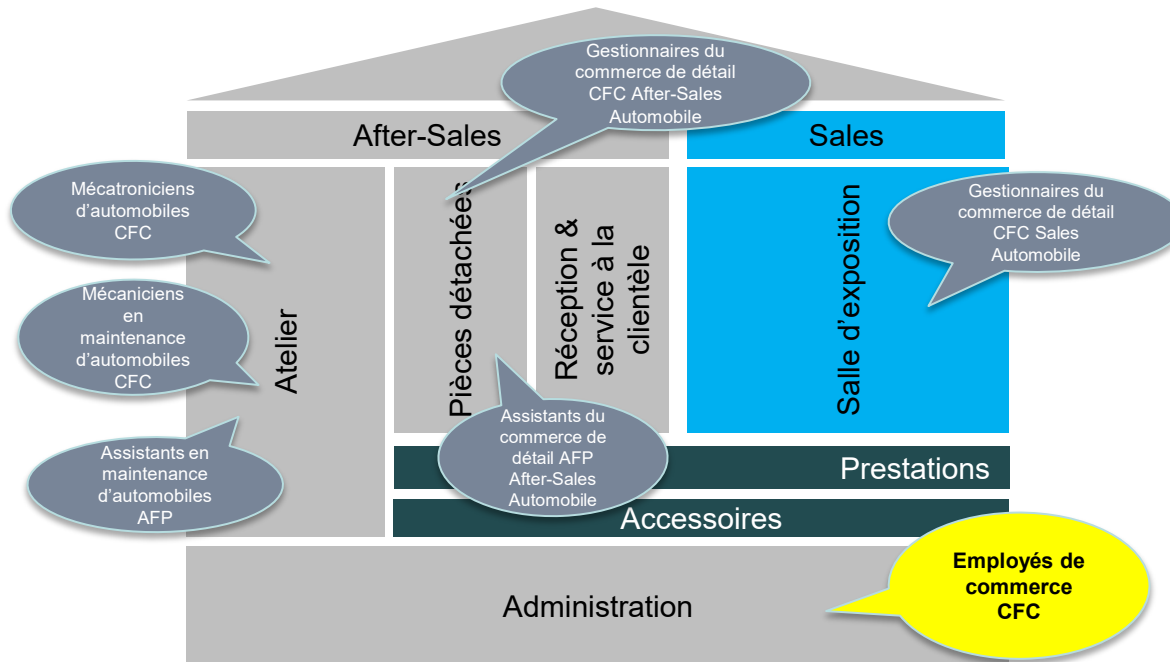 Gestionnaires du
commerce de détail
CFC After-Sales
Automobile
After-Sales
Sales
Mécatroniciens
d'automobiles
CFC
Mécaniciens
en
maintenance
d'automobiles
CFC
Assistants en
maintenance
d'automobiles
AFP
Atelier
Pièces détachées
Réception &
service à la
clientèle
Salle d'exposition
Gestionnaires du
commerce de détail
CFC Sales
Automobile
Assistants du
commerce de
détail AFP
After-Sales
Automobile
Prestations
Accessoires
Administration
Employés de
commerce
CFC